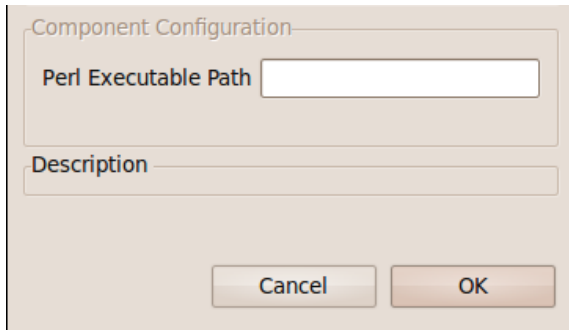 Component Configuration
Perl Executable Path
Description
Cancel OK